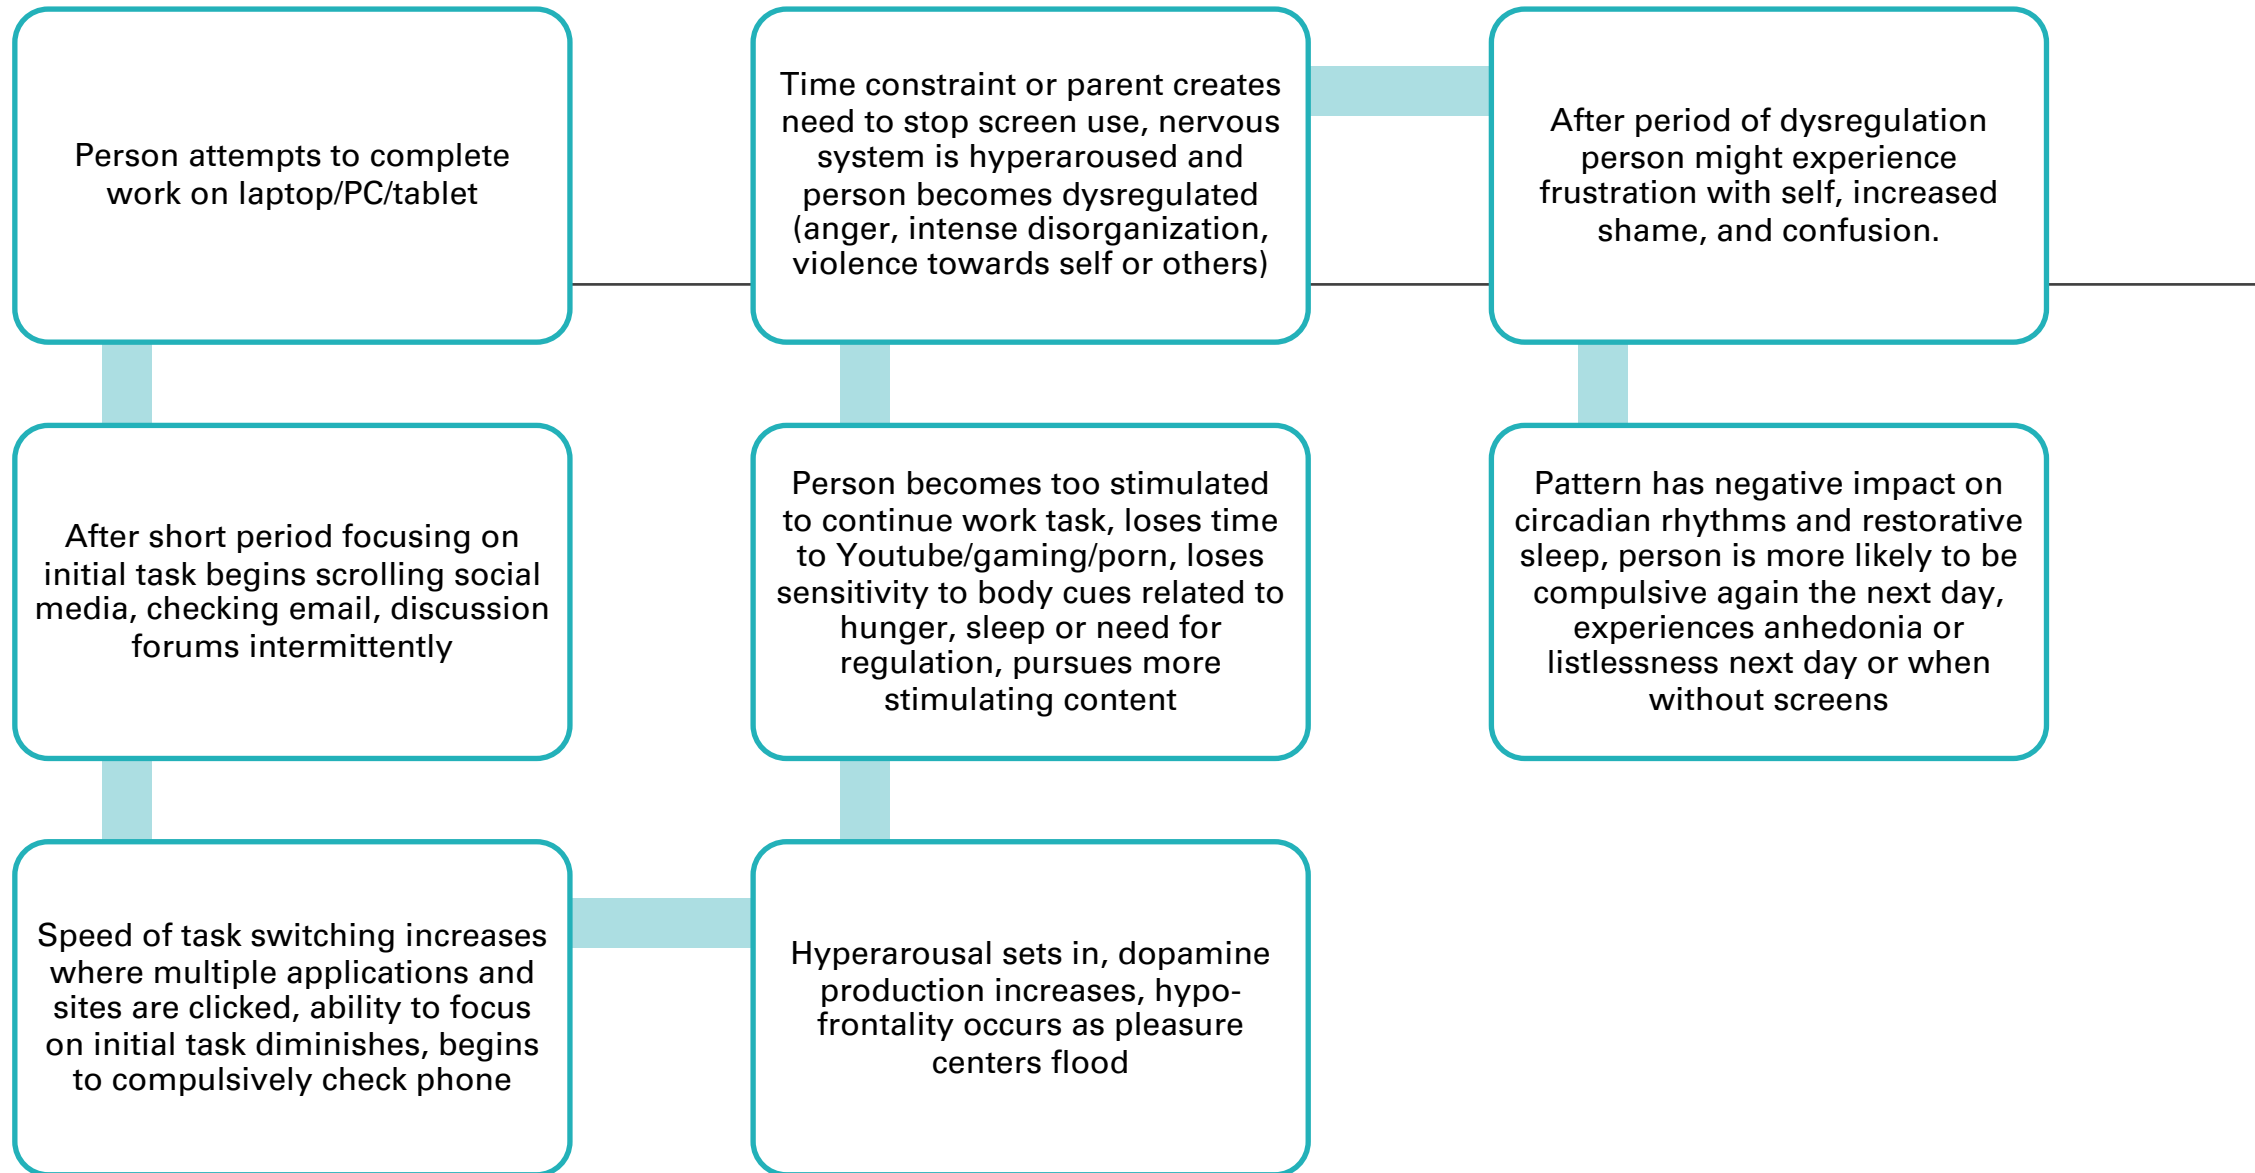 Person attempts to complete
work on laptop/PC/tablet
After short period focusing on
initial task begins scrolling social
media, checking email, discussion
forums intermittently
Speed of task switching increases
where multiple applications and
sites are clicked, ability to focus
on initial task diminishes, begins
to compulsively check phone
Hyperarousal sets in, dopamine
production increases, hypo-
frontality occurs as pleasure
centers flood
Person becomes too stimulated
to continue work task, loses time
to Youtube/gaming/porn, loses
sensitivity to body cues related to
hunger, sleep or need for
regulation, pursues more
stimulating content
Time constraint or parent creates
need to stop screen use, nervous
system is hyperaroused and
person becomes dysregulated
(anger, intense disorganization,
violence towards self or others)
After period of dysregulation
person might experience
frustration with self, increased
shame, and confusion.
Pattern has negative impact on
circadian rhythms and restorative
sleep, person is more likely to be
compulsive again the next day,
experiences anhedonia or
listlessness next day or when
without screens